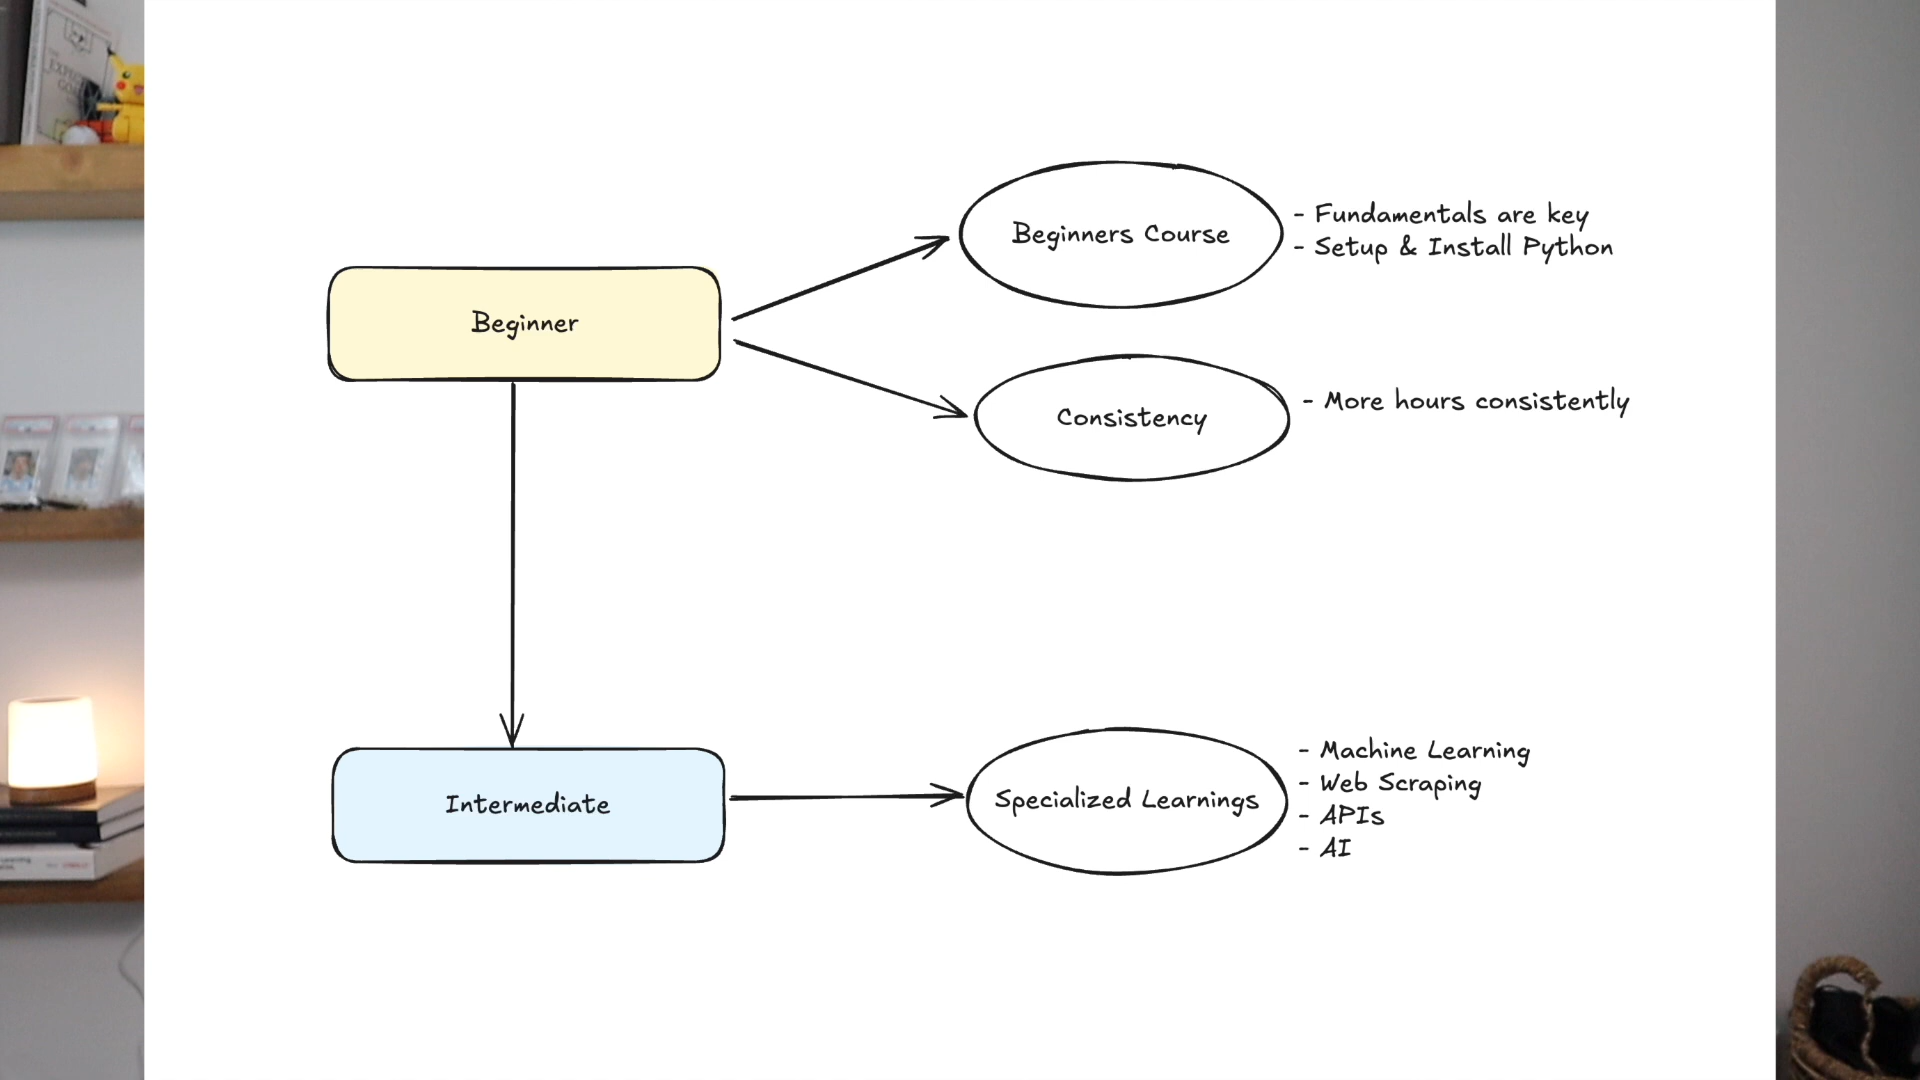 Beginner
Beginners Course
- Fundamentals are key
- Setup & Install Python
Consistency
- More hours consistently
Intermediate
Specialized Learnings
- Machine Learning
- Web Scraping
- APIs
- AI